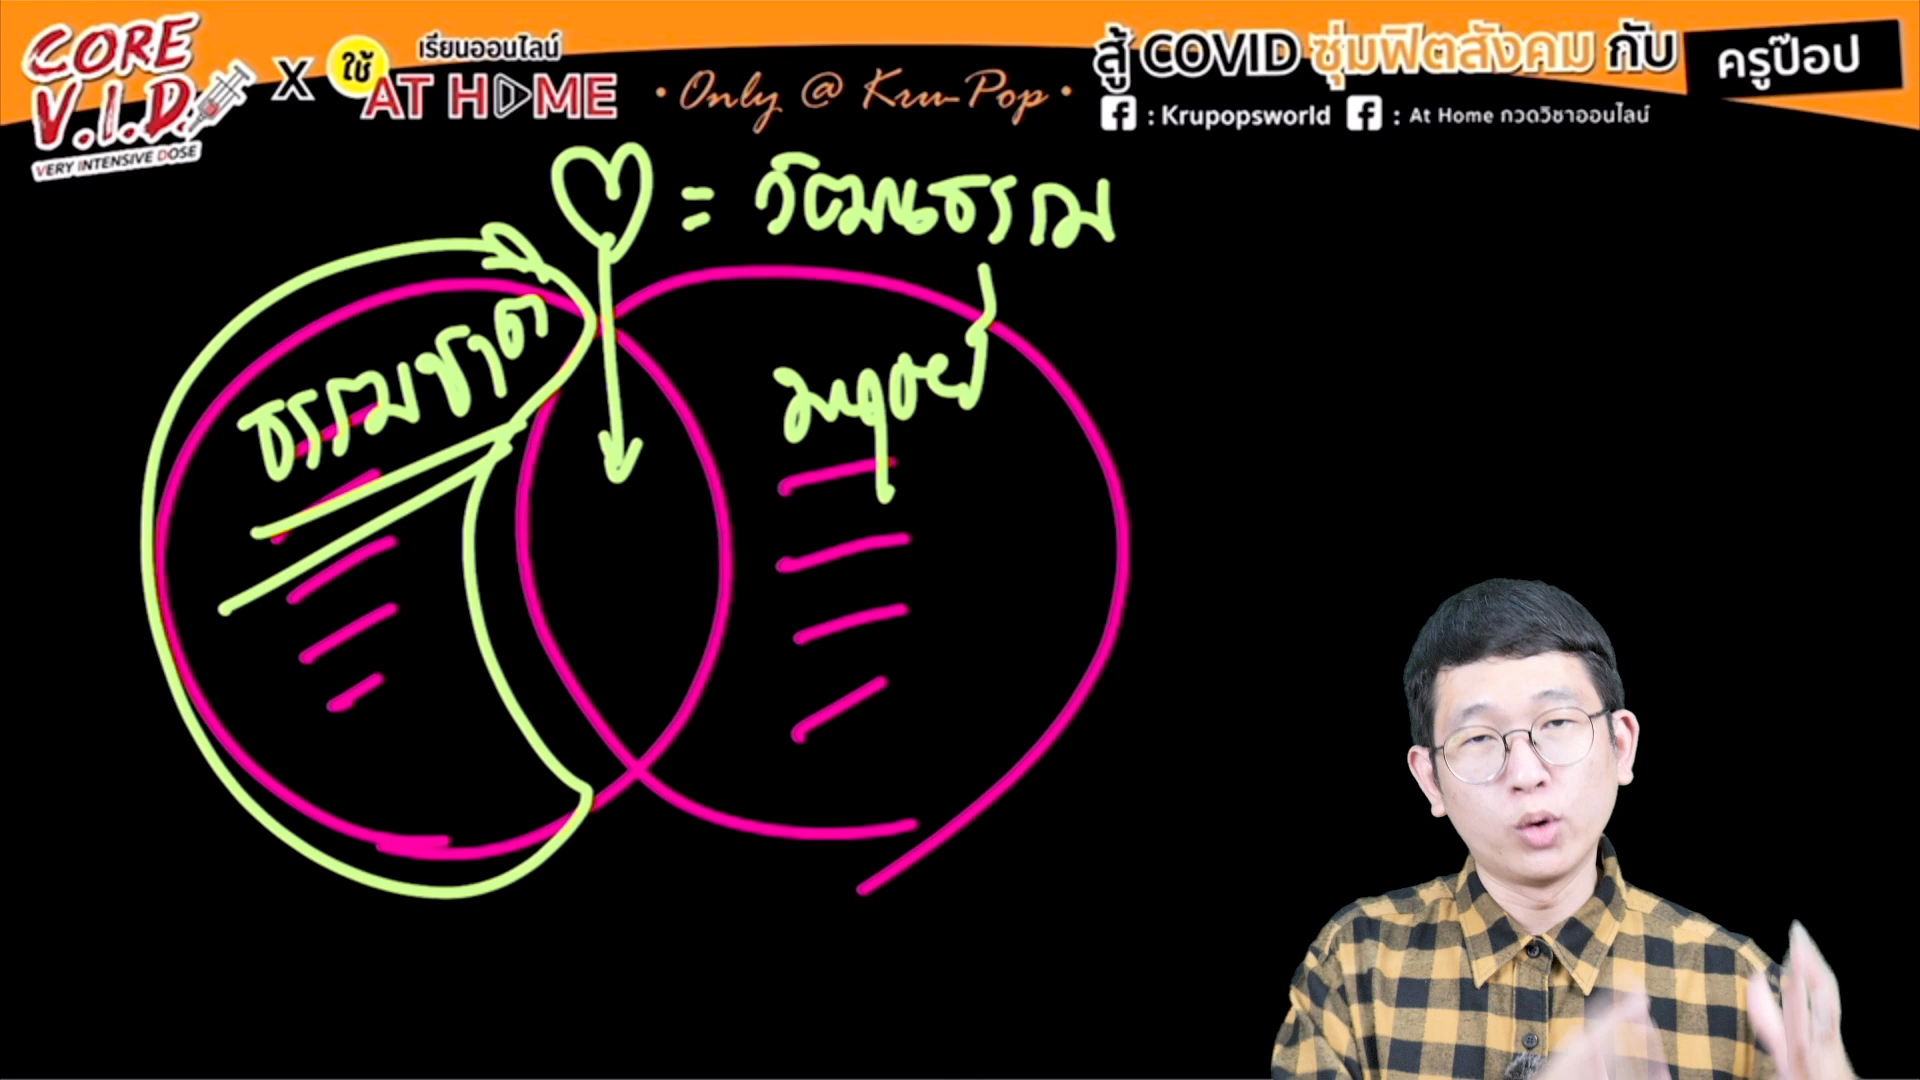 CORE
V.I.D.
VERY INTENSIVE DOSE
X
ใช้
เรียนออนไลน์
AT HOME
• Only @ Kru-Pop •
สู้ COVID ซุ่มฟิตสังคม กับ
ครูป๊อป
: Krupopsworld
: At Home กวดวิชาออนไลน์
= วัฒนธรรม
ธรรมชาติ
มนุษย์